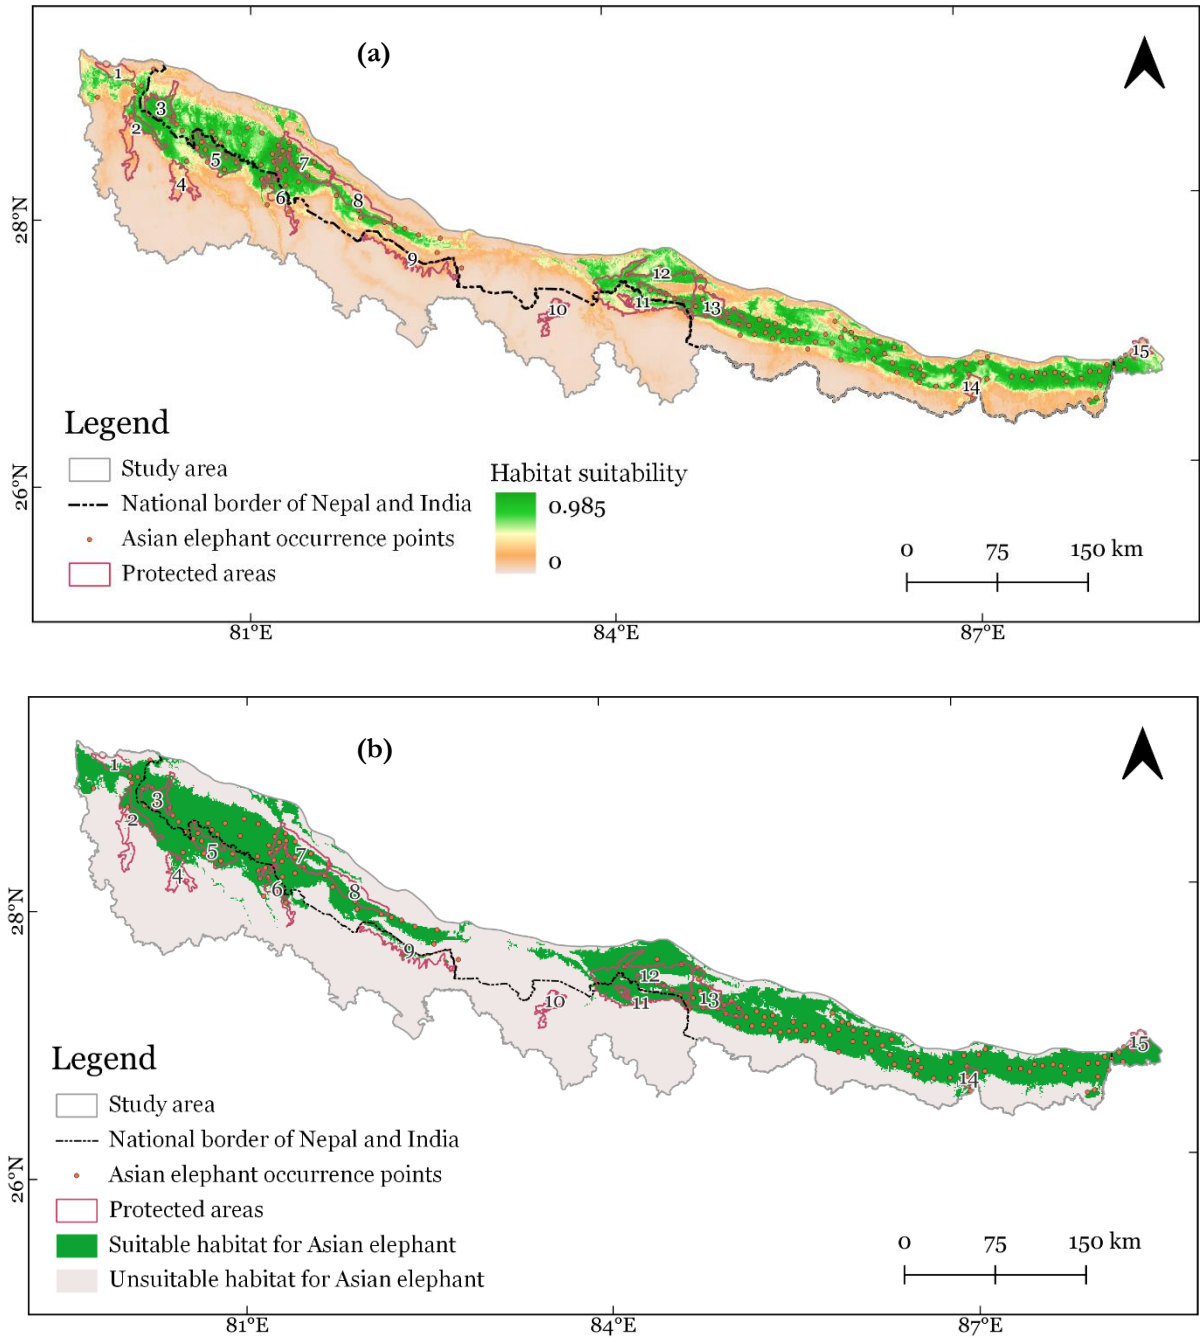 (a)
1
3
2
5
7
4
6
8
9
12
11
10
13
15
14
28°N
26°N
Legend
Study area
National border of Nepal and India
Asian elephant occurrence points
Protected areas
Habitat suitability
0.985
0
0 75 150 km
81°E 84°E 87°E
(b)
1
3
2
5
7
4
6
8
9
12
11
10
13
15
14
28°N
26°N
Legend
Study area
National border of Nepal and India
Asian elephant occurrence points
Protected areas
Suitable habitat for Asian elephant
Unsuitable habitat for Asian elephant
0 75 150 km
81°E 84°E 87°E